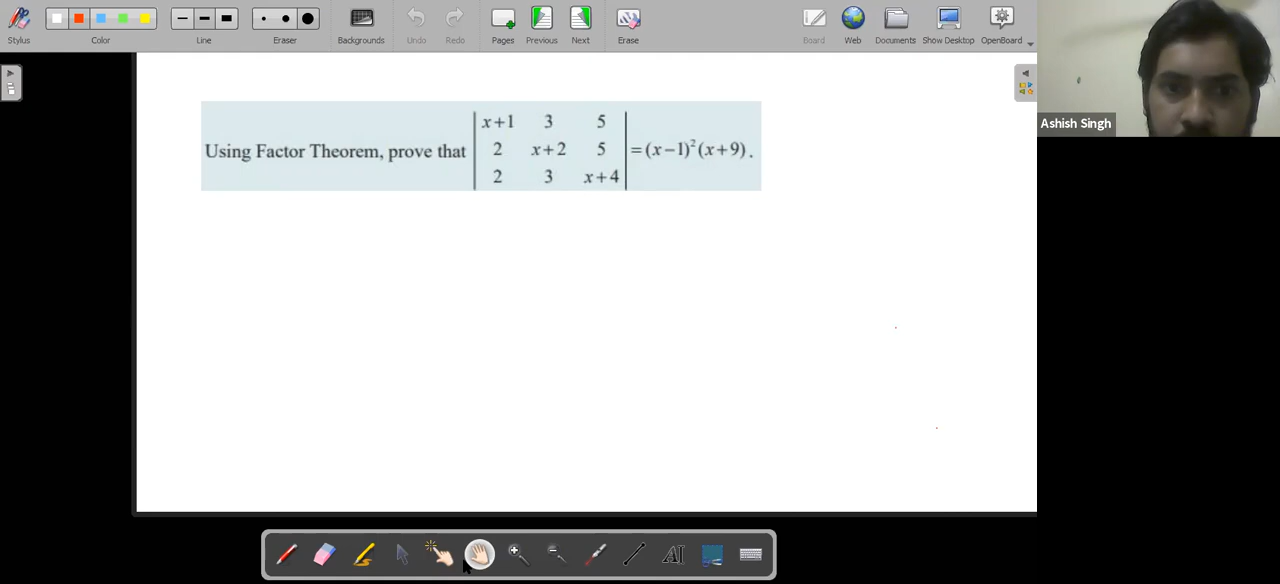 Stylus Color Line Eraser Backgrounds Undo Redo Pages Previous Next Erase Board Web Documents Show Desktop OpenBoard
Ashish Singh
Using Factor Theorem, prove that | x+1 3 5 |
| 2 x+2 5 | = (x−1)²(x+9).
| 2 3 x+4 |
AI